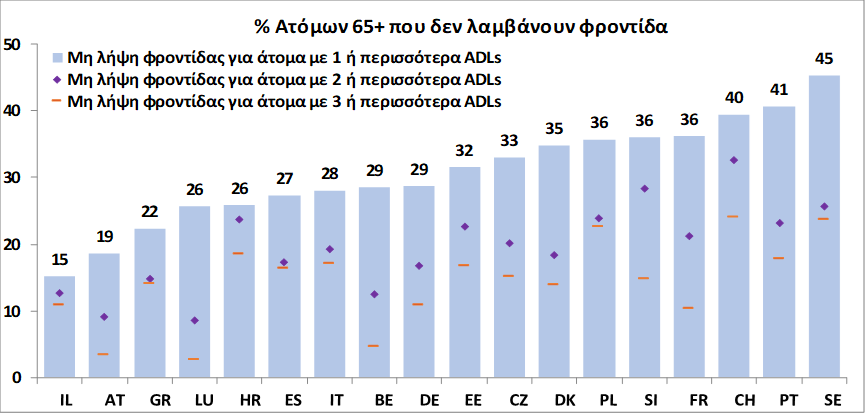 % Ατόμων 65+ που δεν λαμβάνουν φροντίδα
Μη λήψη φροντίδας για άτομα με 1 ή περισσότερα ADLs
Μη λήψη φροντίδας για άτομα με 2 ή περισσότερα ADLs
Μη λήψη φροντίδας για άτομα με 3 ή περισσότερα ADLs
50
40
30
20
10
0
15 19 22 26 26 27 28 29 29 32 33 35 36 36 36 40 41 45
IL AT GR LU HR ES IT BE DE EE CZ DK PL SI FR CH PT SE